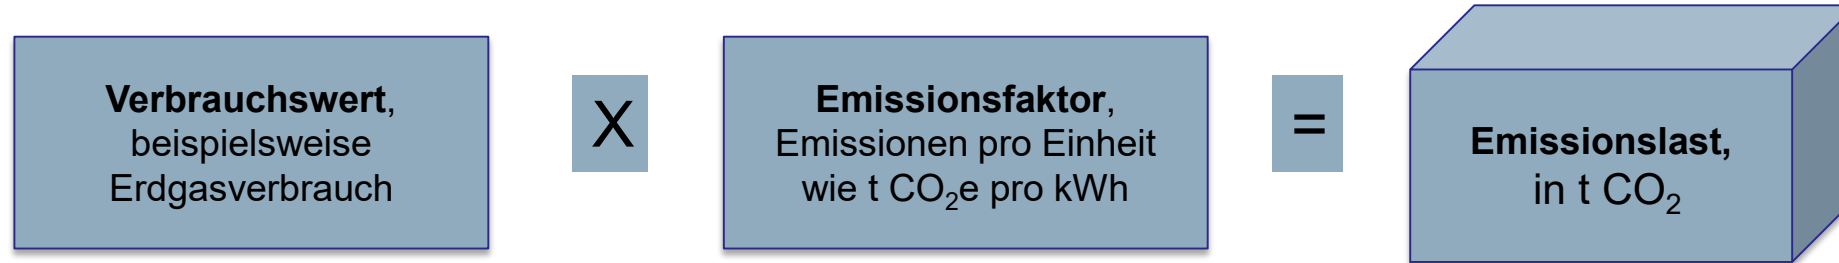 Verbrauchswert,
beispielsweise
Erdgasverbrauch
X
Emissionsfaktor,
Emissionen pro Einheit
wie t CO₂e pro kWh
=
Emissionslast,
in t CO₂